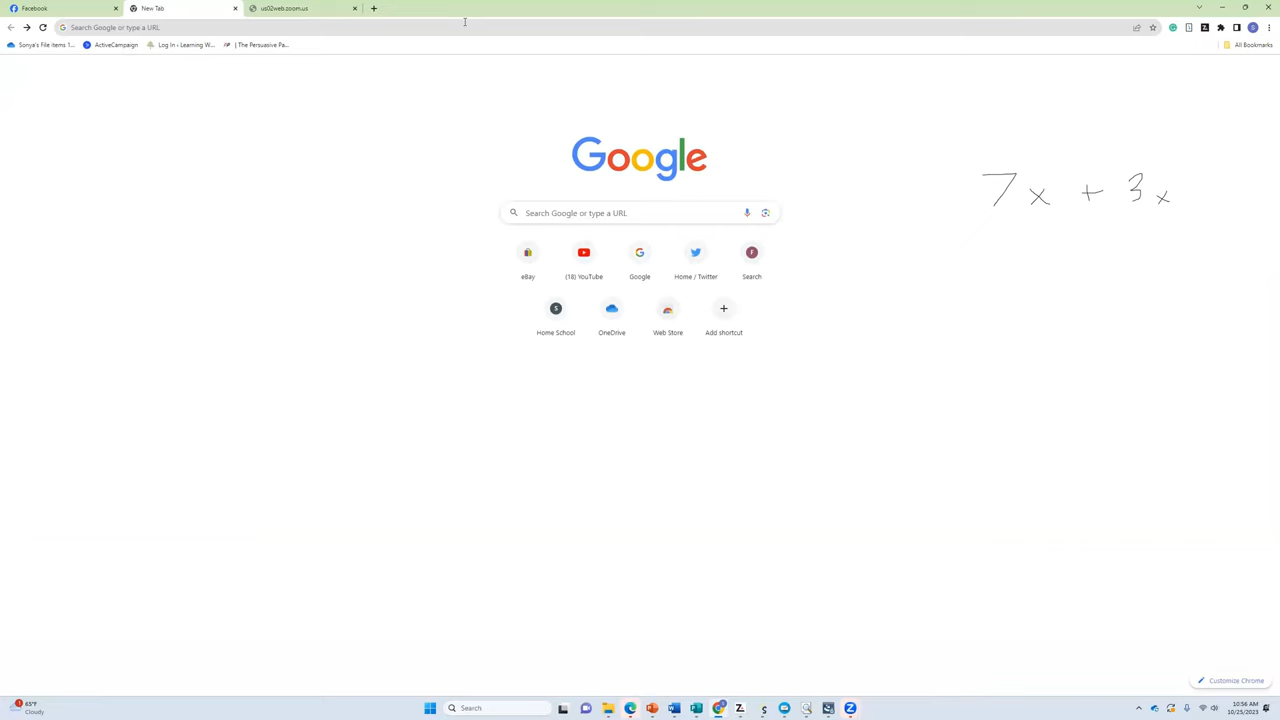 Facebook New Tab us02web.zoom.us
Search Google or type a URL
Sonya's File items 1... ActiveCampaign Log In ‹ Learning W... | The Persuasive Pa... All Bookmarks
Google
7x + 3x
Search Google or type a URL
eBay (18) YouTube Google Home / Twitter Search
Home School OneDrive Web Store Add shortcut
Customize Chrome
65°F
Cloudy
Search
10:56 AM
10/25/2023